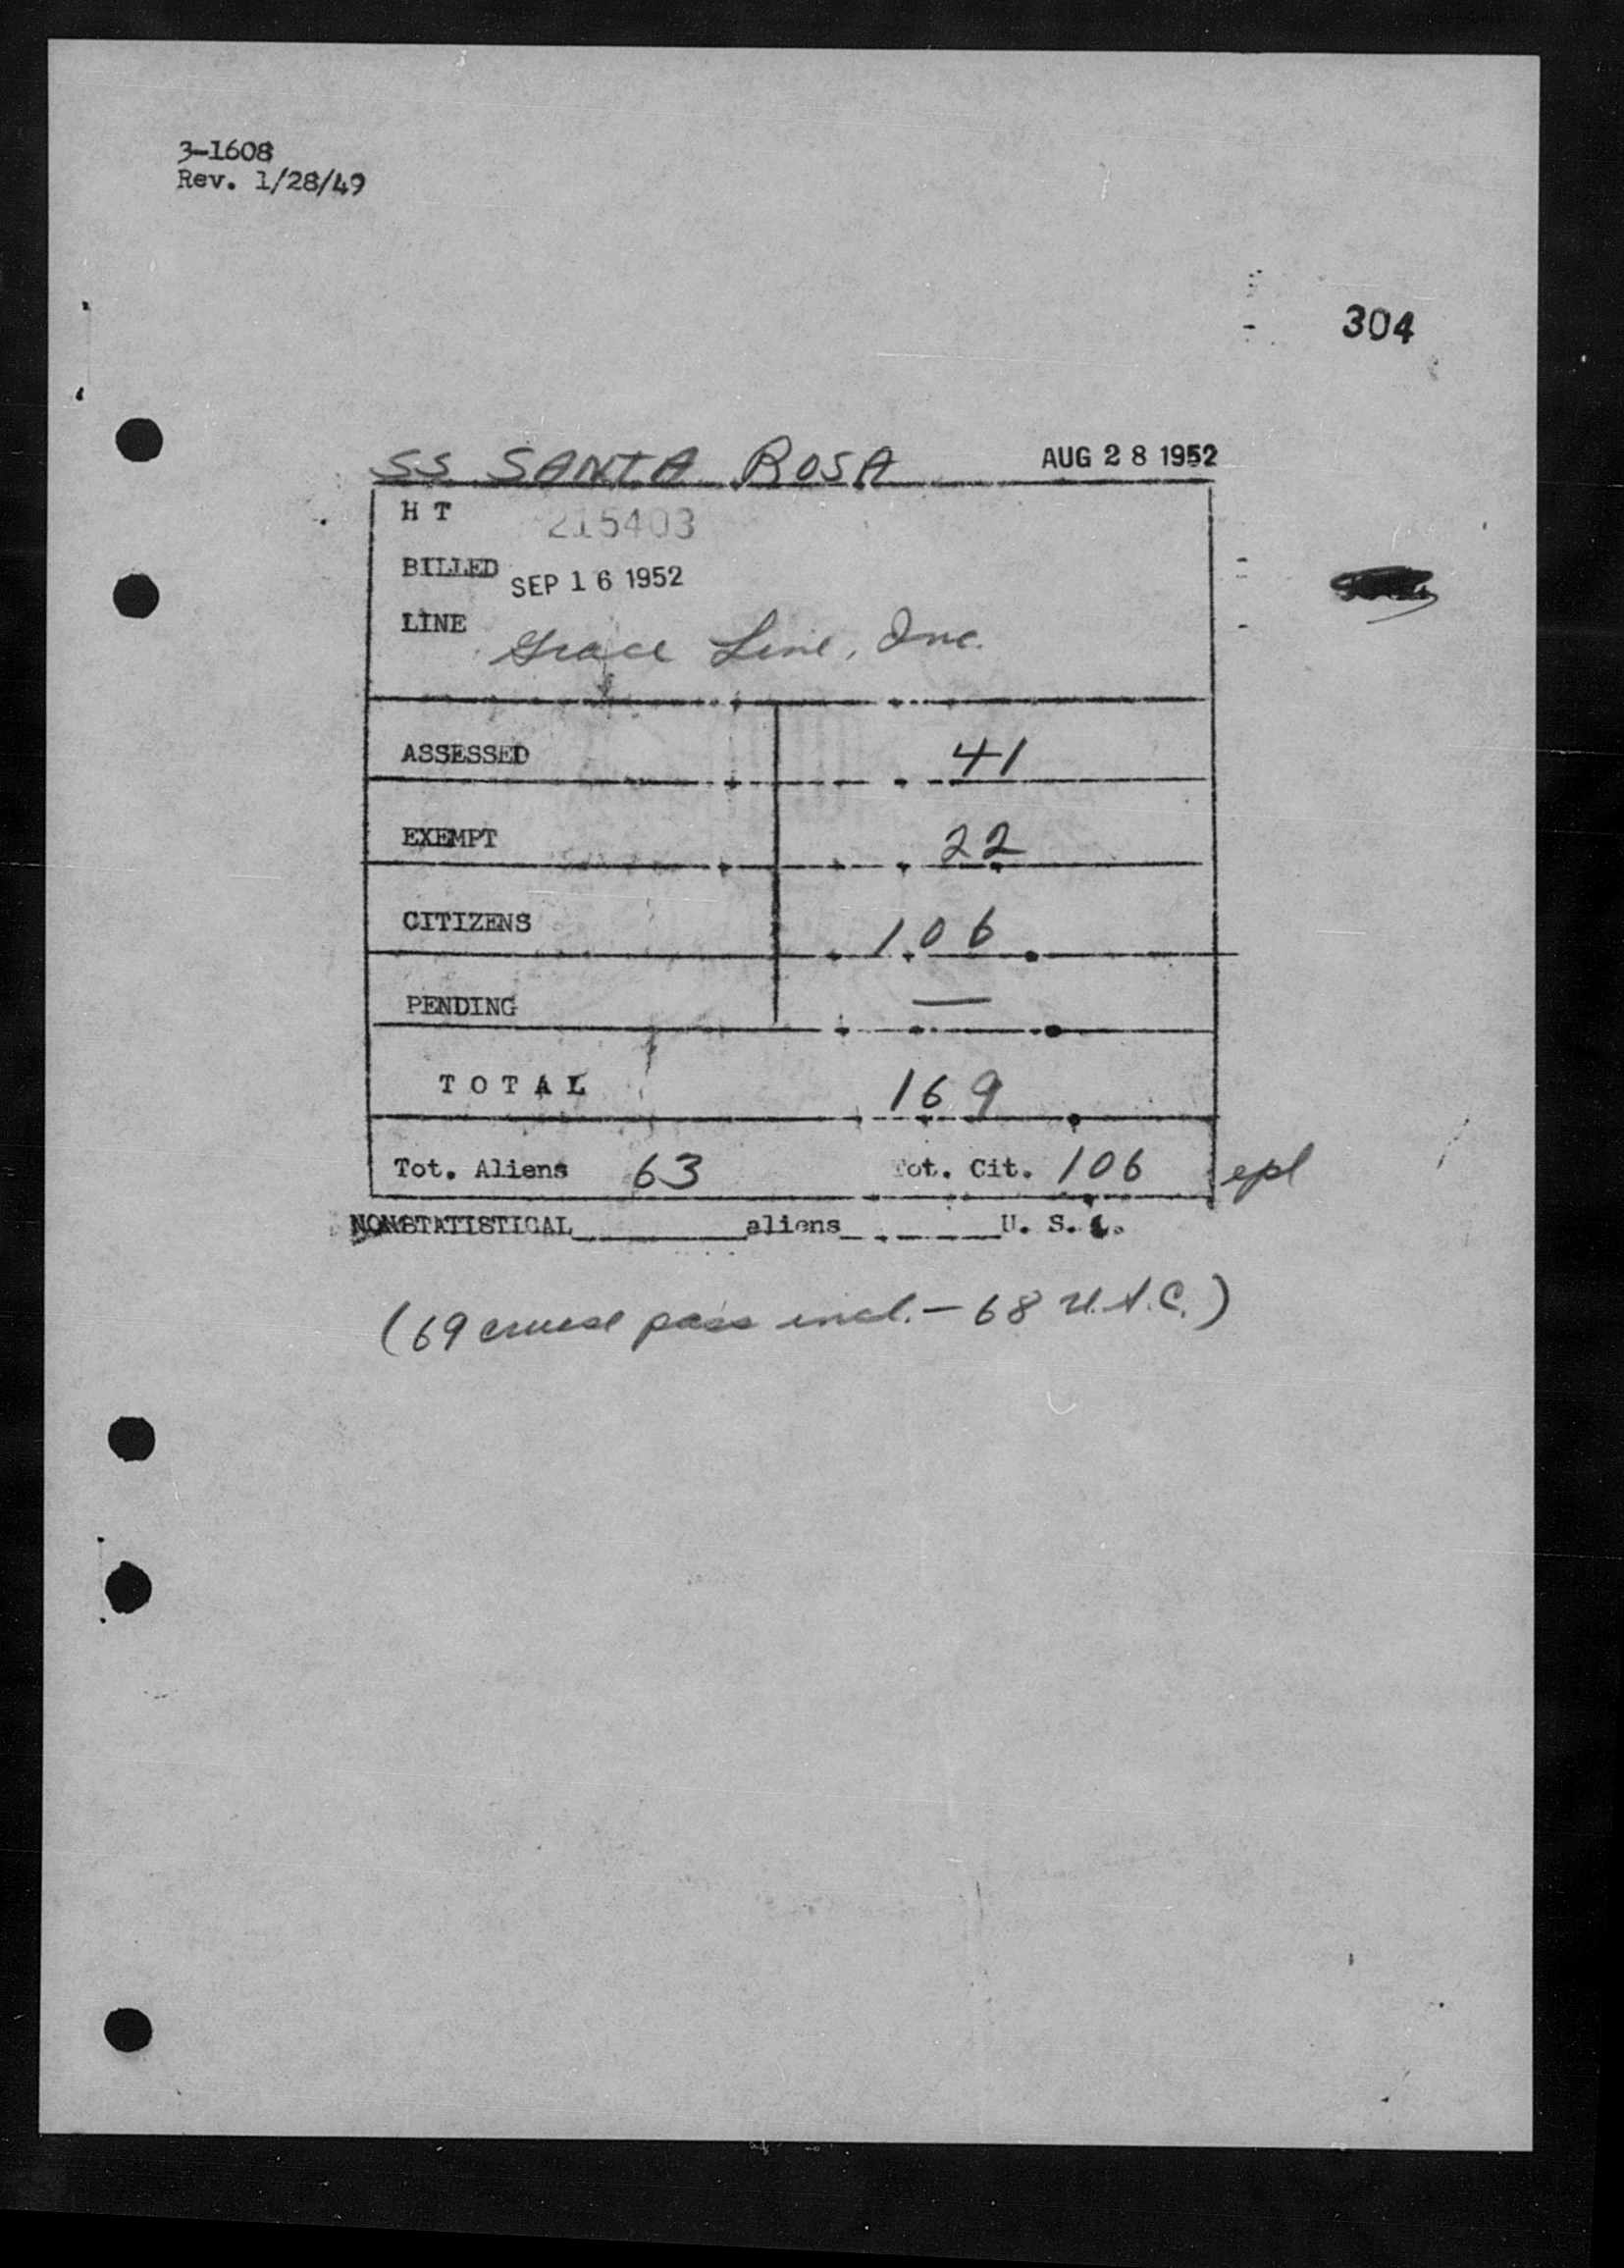 3-1608
Rev. 1/28/49
304
SS SANTA ROSA AUG 28 1952
H T 215403
BILLED SEP 16 1952
LINE Grace Line, Inc.
ASSESSED 41
EXEMPT 22
CITIZENS 106
PENDING —
TOTAL 169
Tot. Aliens 63 Tot. Cit. 106 epl
NONSTATISTICAL aliens U. S. C.
(69 cruise pass incl. - 68 U.S.C.)